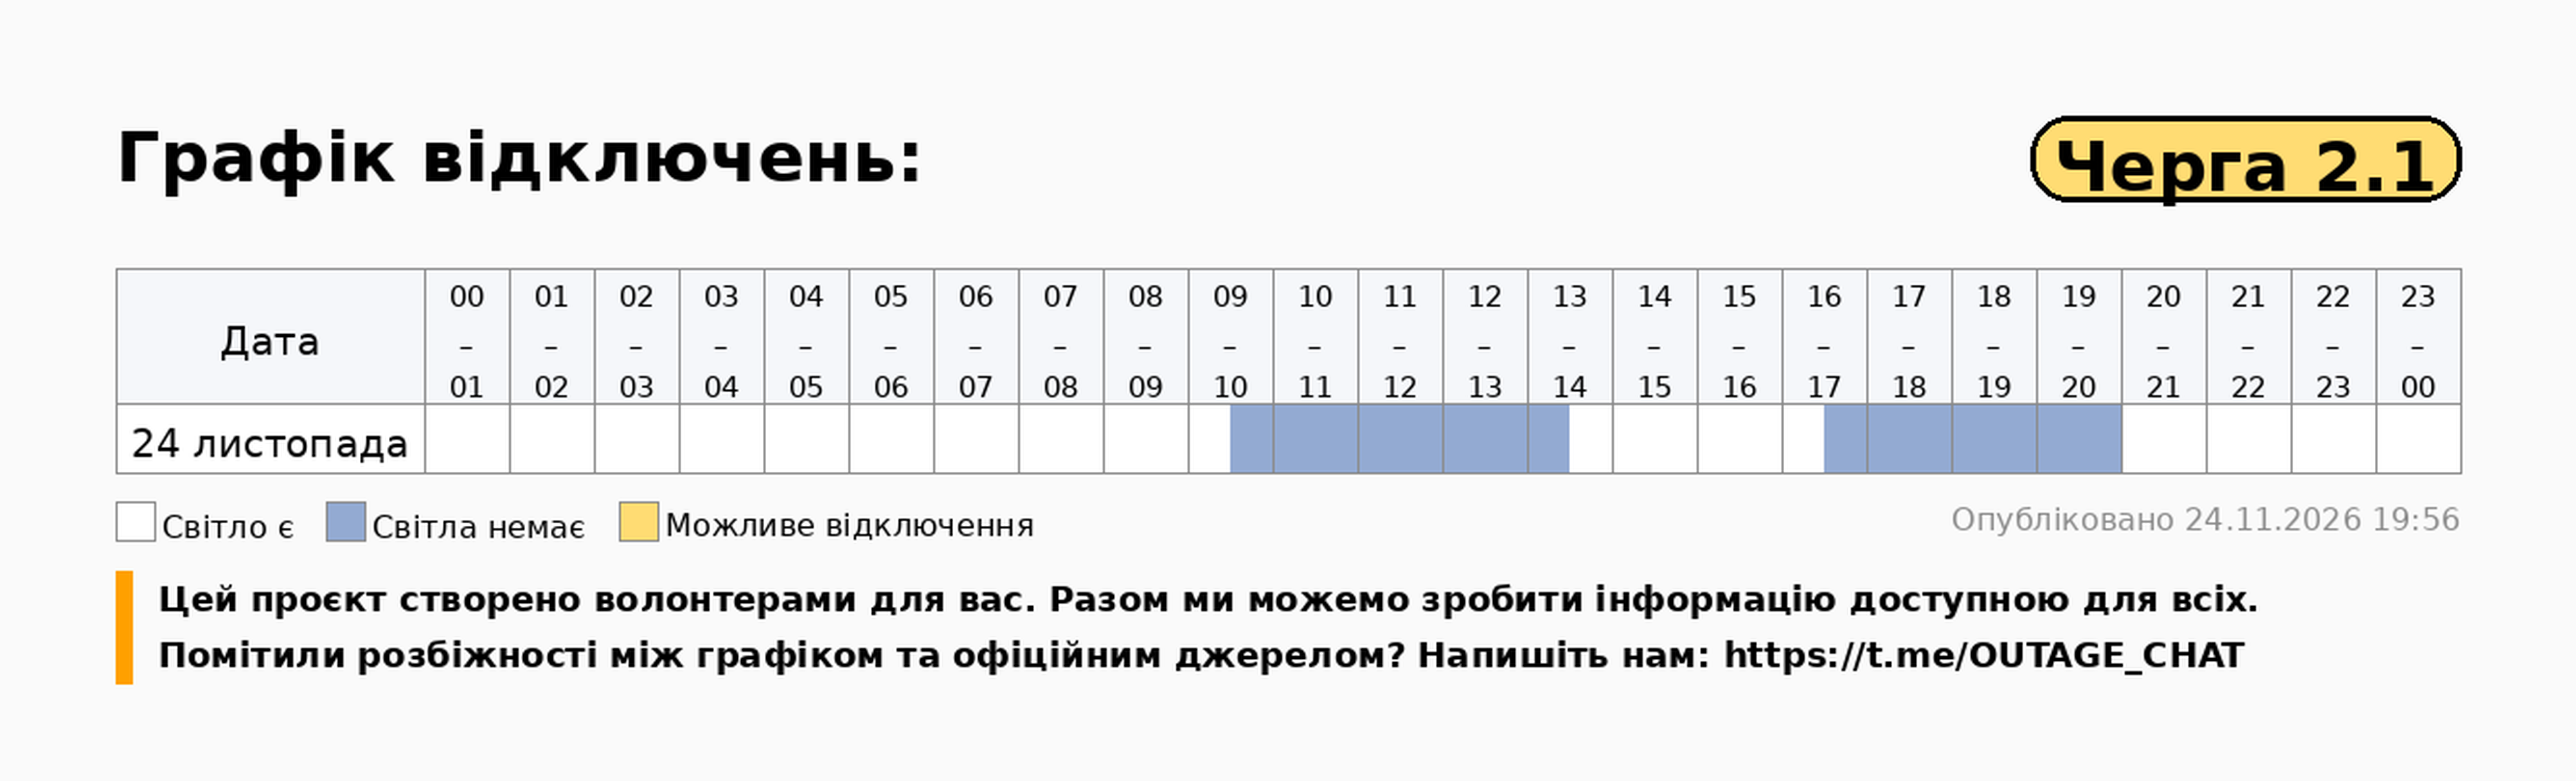 Графік відключень:
Черга 2.1
Дата 00 – 01 01 – 02 02 – 03 03 – 04 04 – 05 05 – 06 06 – 07 07 – 08 08 – 09 09 – 10 10 – 11 11 – 12 12 – 13 13 – 14 14 – 15 15 – 16 16 – 17 17 – 18 18 – 19 19 – 20 20 – 21 21 – 22 22 – 23 23 – 00
24 листопада
Світло є Світла немає Можливе відключення
Опубліковано 24.11.2026 19:56
Цей проєкт створено волонтерами для вас. Разом ми можемо зробити інформацію доступною для всіх.
Помітили розбіжності між графіком та офіційним джерелом? Напишіть нам: https://t.me/OUTAGE_CHAT